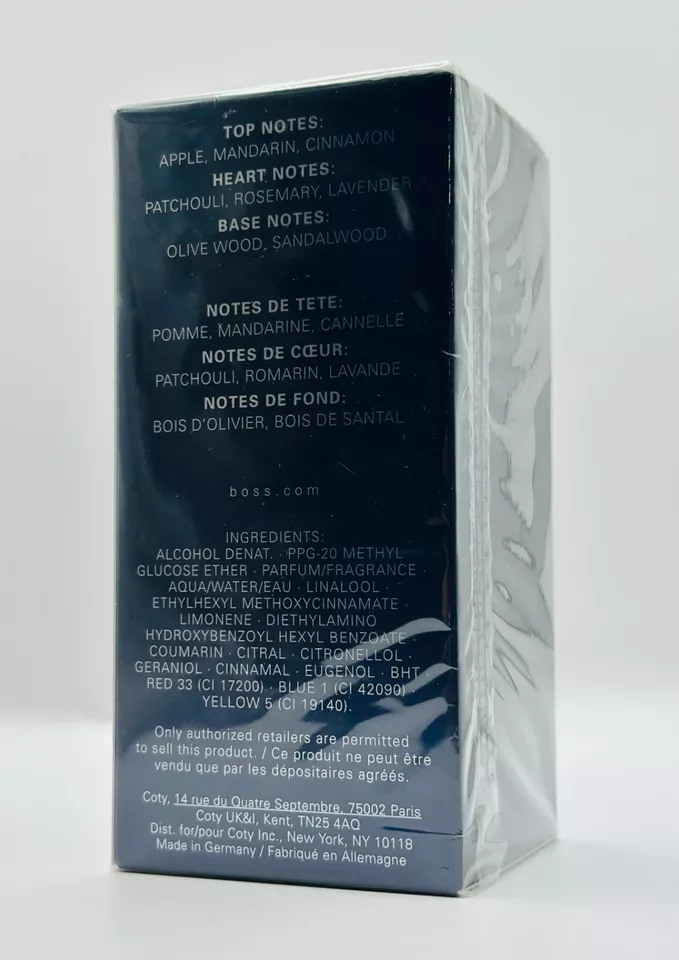 TOP NOTES:
APPLE, MANDARIN, CINNAMON
HEART NOTES:
PATCHOULI, ROSEMARY, LAVENDER
BASE NOTES:
OLIVE WOOD, SANDALWOOD
NOTES DE TETE:
POMME, MANDARINE, CANNELLE
NOTES DE CŒUR:
PATCHOULI, ROMARIN, LAVANDE
NOTES DE FOND:
BOIS D'OLIVIER, BOIS DE SANTAL
boss.com
INGREDIENTS:
ALCOHOL DENAT. · PPG-20 METHYL
GLUCOSE ETHER · PARFUM/FRAGRANCE ·
AQUA/WATER/EAU · LINALOOL ·
ETHYLHEXYL METHOXYCINNAMATE ·
LIMONENE · DIETHYLAMINO
HYDROXYBENZOYL HEXYL BENZOATE ·
COUMARIN · CITRAL · CITRONELLOL ·
GERANIOL · CINNAMAL · EUGENOL · BHT ·
RED 33 (CI 17200) · BLUE 1 (CI 42090) ·
YELLOW 5 (CI 19140).
Only authorized retailers are permitted
to sell this product. / Ce produit ne peut être
vendu que par les dépositaires agréés.
Coty, 14 rue du Quatre Septembre, 75002 Paris
Coty UK&I, Kent, TN25 4AQ
Dist. for/pour Coty Inc., New York, NY 10118
Made in Germany / Fabriqué en Allemagne